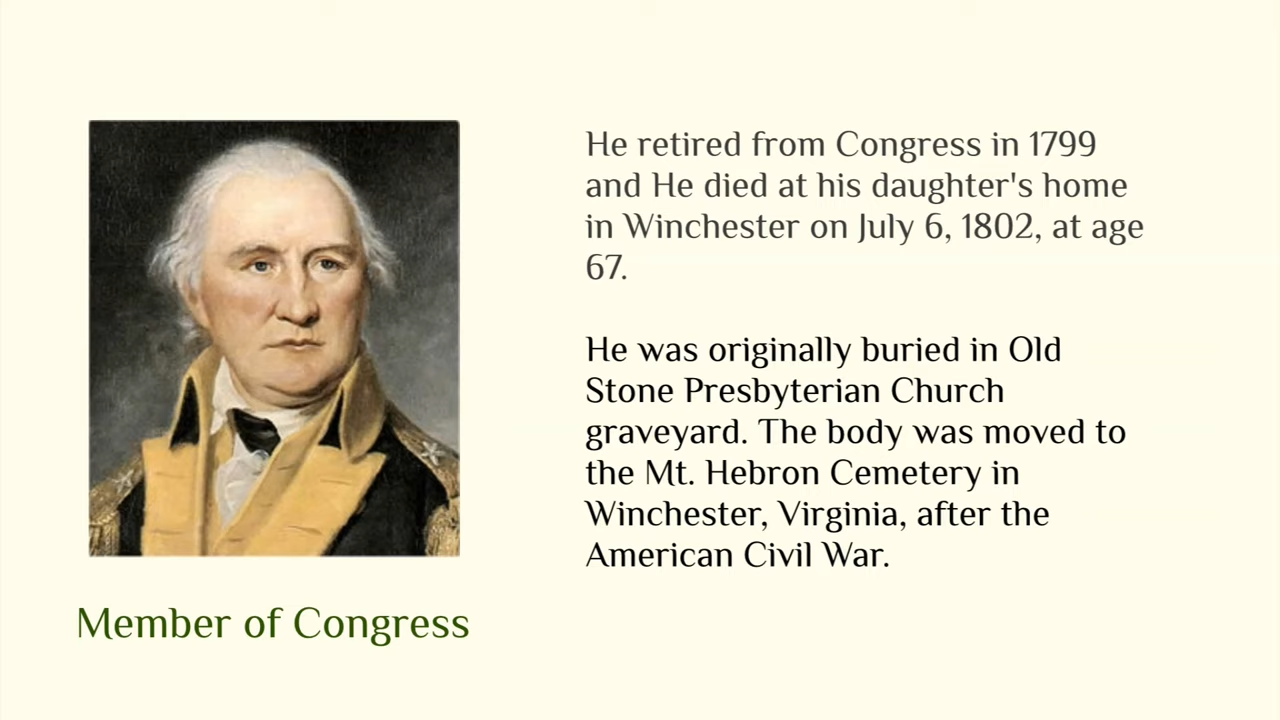 He retired from Congress in 1799
and He died at his daughter's home
in Winchester on July 6, 1802, at age
67.
He was originally buried in Old
Stone Presbyterian Church
graveyard. The body was moved to
the Mt. Hebron Cemetery in
Winchester, Virginia, after the
American Civil War.
Member of Congress